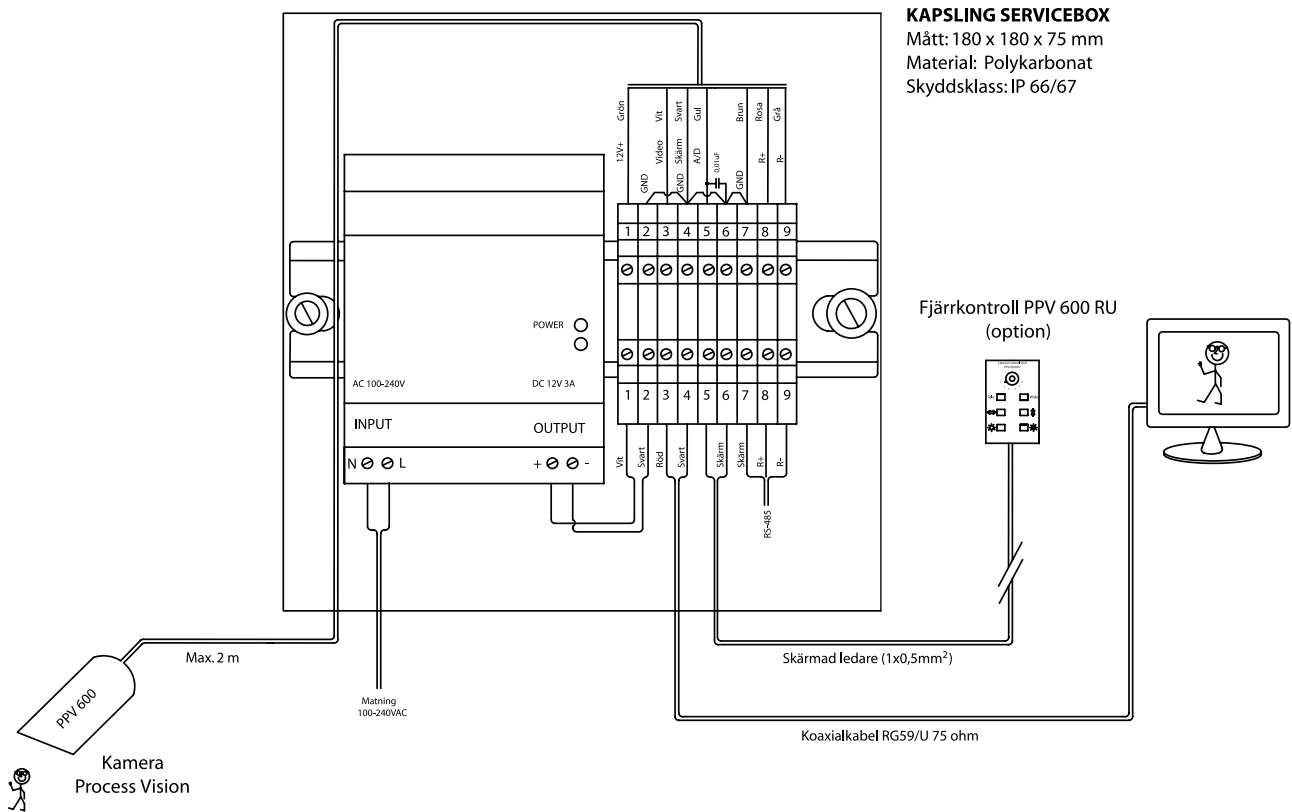 KAPSLING SERVICEBOX
Mått: 180 x 180 x 75 mm
Material: Polykarbonat
Skyddsklass: IP 66/67
Grön
Vit
Svart
Gul
Brun
Rosa
Grå
12V+
GND
Video
Skärm
GND
A/D
0,01uF
GND
R+
R-
1 2 3 4 5 6 7 8 9
POWER
AC 100-240V
DC 12V 3A
INPUT
OUTPUT
N L
+ -
1 2 3 4 5 6 7 8 9
Vit
Svart
Röd
Svart
Skärm
Skärm
R+
R-
RS-485
Fjärrkontroll PPV 600 RU
(option)
Tele
Wide
Skärmad ledare (1x0,5mm²)
Koaxialkabel RG59/U 75 ohm
Max. 2 m
Matning
100-240VAC
PPV 600
Kamera
Process Vision